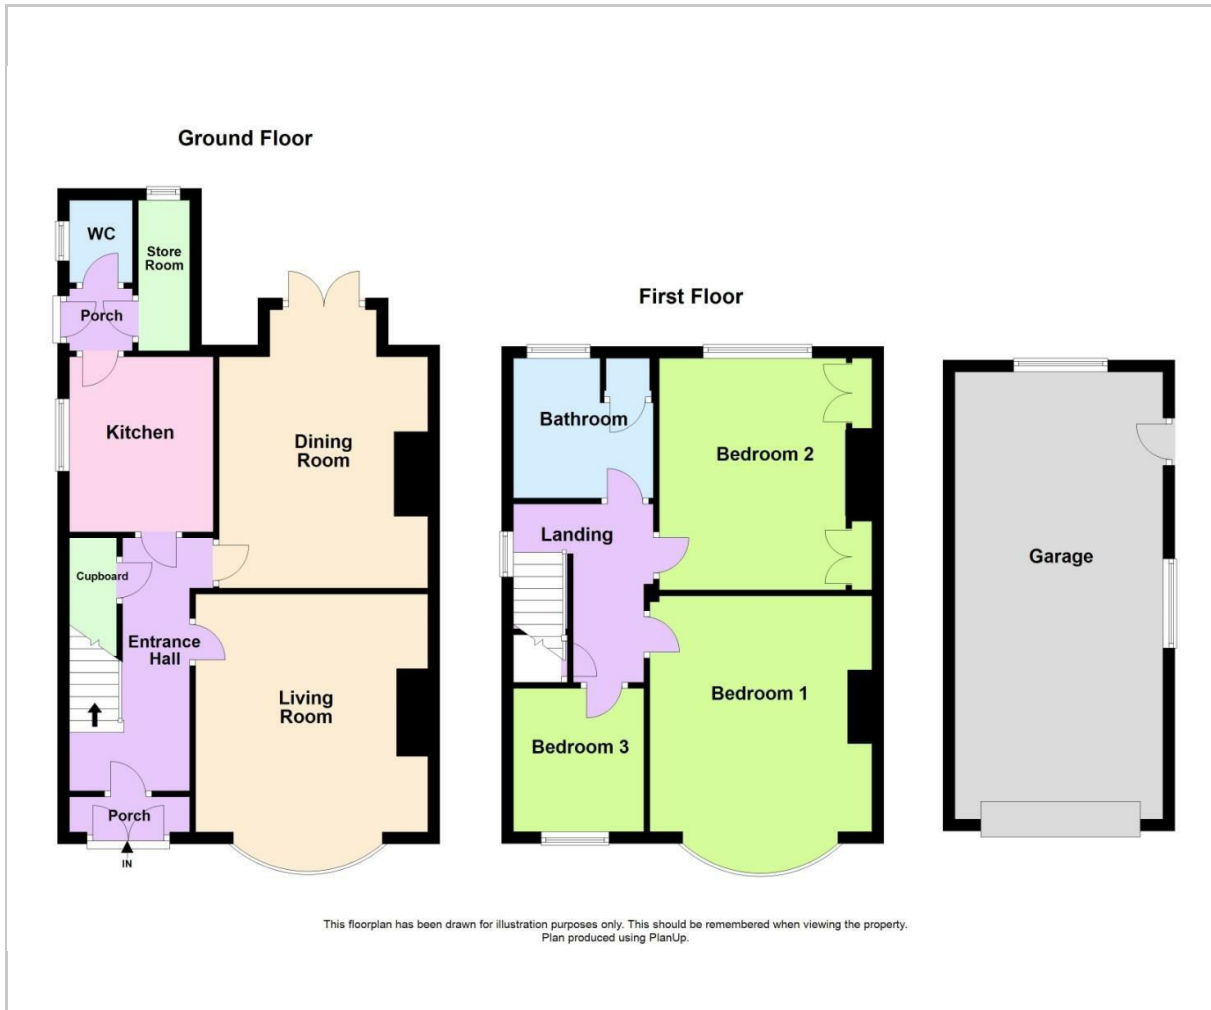 Ground Floor
WC
Store
Room
Porch
Kitchen
Dining
Room
Cupboard
Entrance
Hall
Living
Room
Porch
IN
First Floor
Bathroom
Bedroom 2
Landing
Bedroom 1
Bedroom 3
Garage
This floorplan has been drawn for illustration purposes only. This should be remembered when viewing the property.
Plan produced using PlanUp.